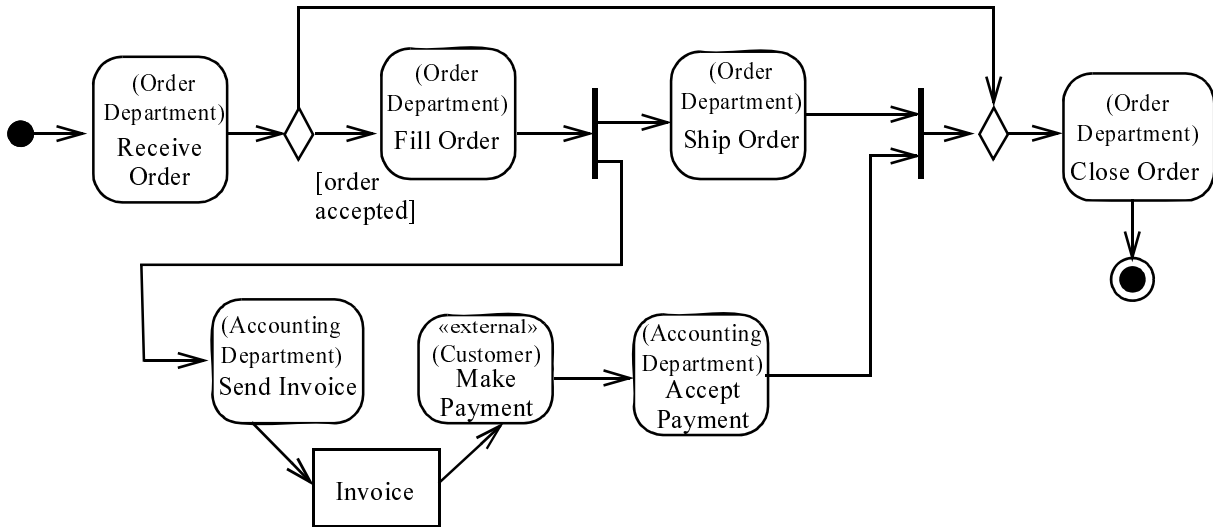 (Order
Department)
Receive
Order
[order
accepted]
(Order
Department)
Fill Order
(Order
Department)
Ship Order
(Order
Department)
Close Order
(Accounting
Department)
Send Invoice
Invoice
«external»
(Customer)
Make
Payment
(Accounting
Department)
Accept
Payment